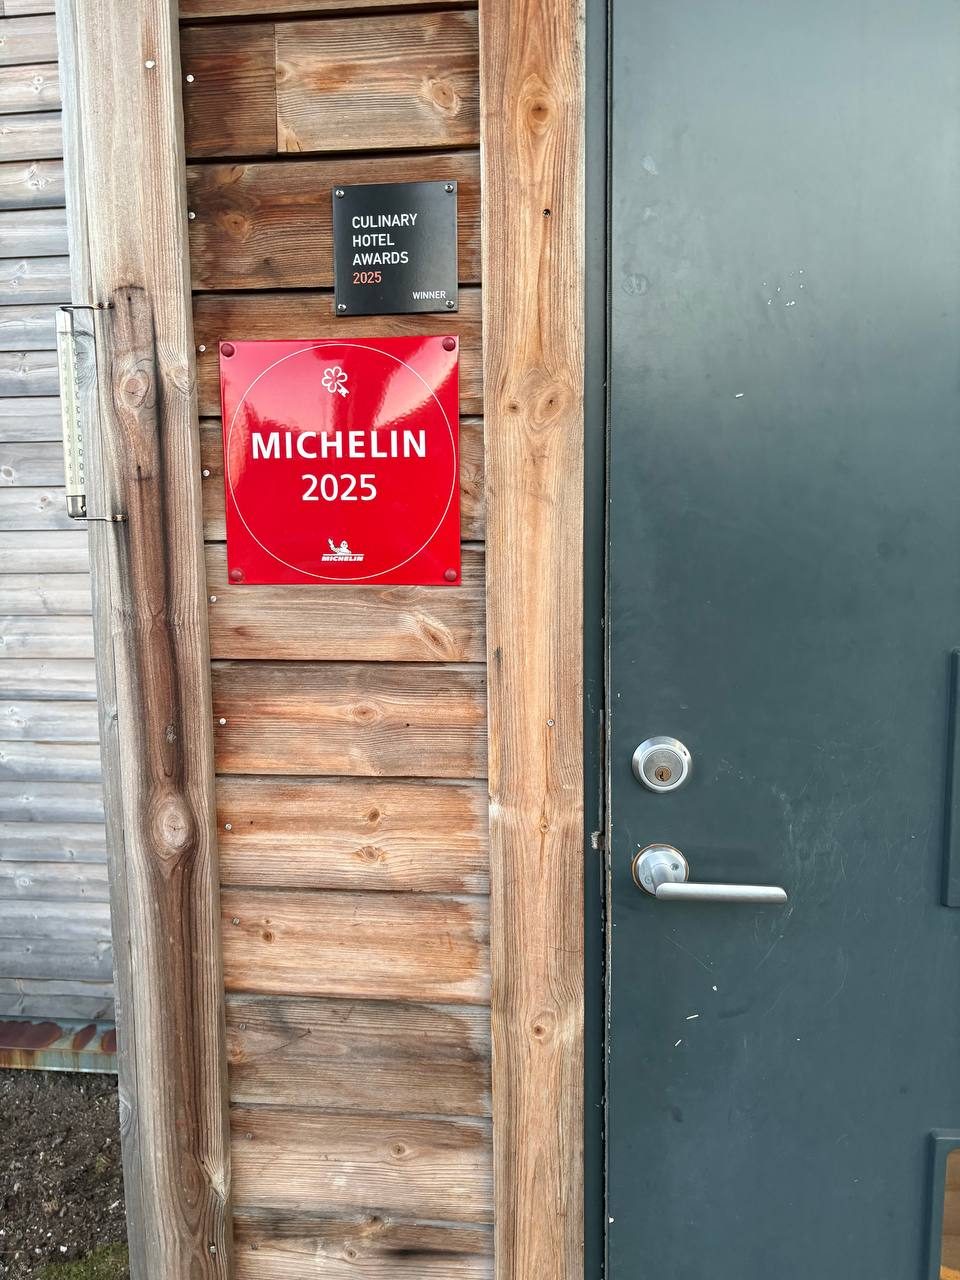 CULINARY
HOTEL
AWARDS
2025
WINNER
MICHELIN
2025
MICHELIN